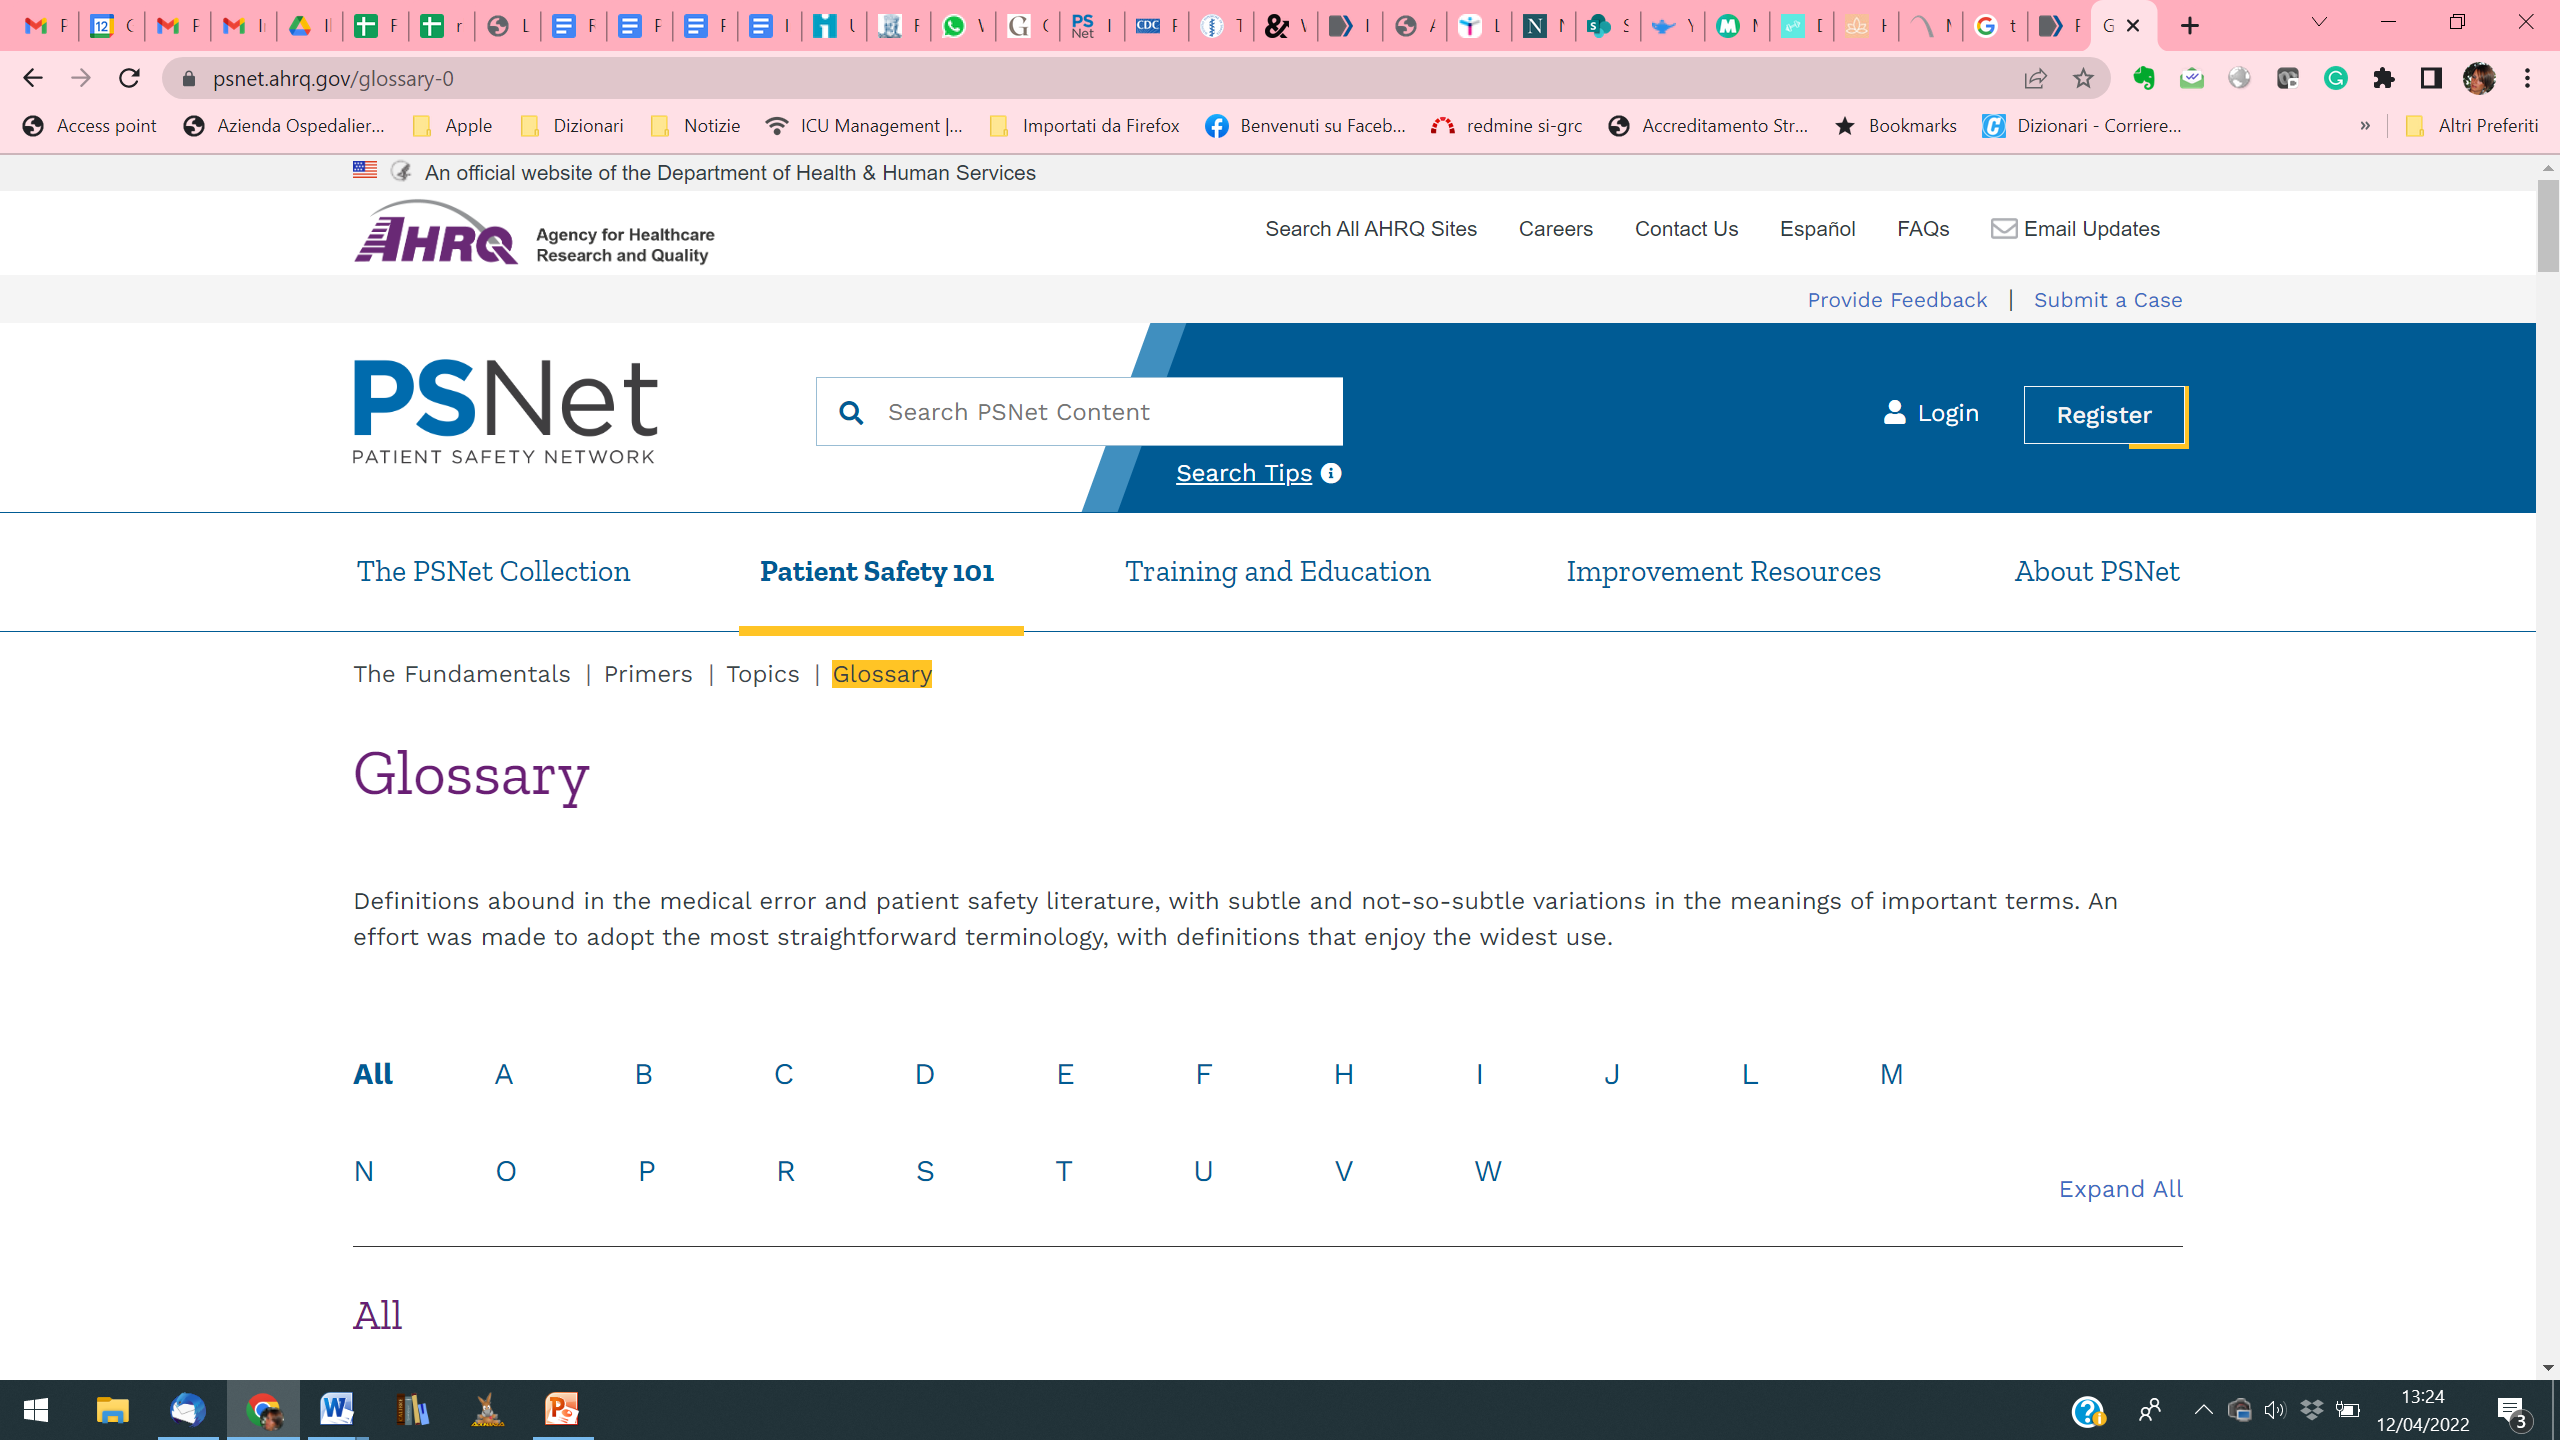 psnet.ahrq.gov/glossary-0
Access point Azienda Ospedalier... Apple Dizionari Notizie ICU Management |... Importati da Firefox Benvenuti su Faceb... redmine si-grc Accreditamento Str... Bookmarks Dizionari - Corriere... » Altri Preferiti
An official website of the Department of Health & Human Services
AHRQ Agency for Healthcare
Research and Quality
Search All AHRQ Sites Careers Contact Us Español FAQs Email Updates
Provide Feedback | Submit a Case
PSNet
PATIENT SAFETY NETWORK
Search PSNet Content
Search Tips
Login Register
The PSNet Collection Patient Safety 101 Training and Education Improvement Resources About PSNet
The Fundamentals | Primers | Topics | Glossary
Glossary
Definitions abound in the medical error and patient safety literature, with subtle and not-so-subtle variations in the meanings of important terms. An
effort was made to adopt the most straightforward terminology, with definitions that enjoy the widest use.
All A B C D E F H I J L M
N O P R S T U V W
Expand All
All
13:24
12/04/2022
3